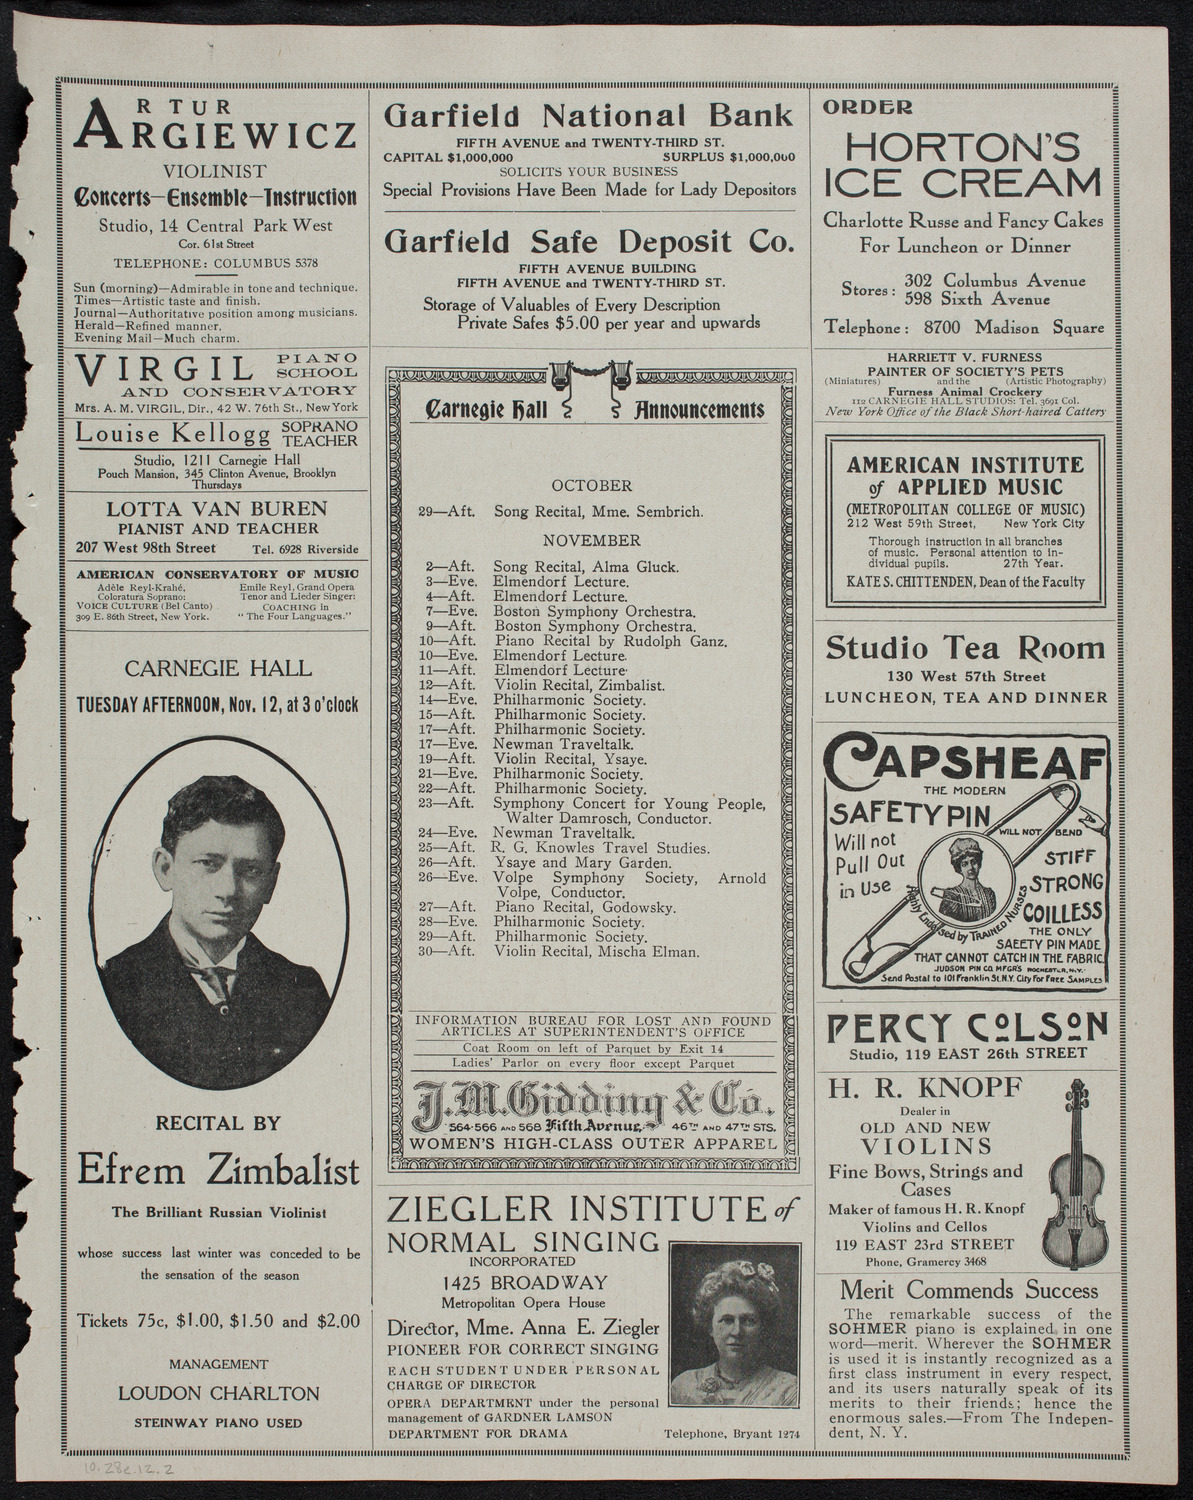 ARTUR
ARGIEWICZ
VIOLINIST
Concerts—Ensemble—Instruction
Studio, 14 Central Park West
Cor. 61st Street
TELEPHONE: COLUMBUS 5378
Sun (morning)—Admirable in tone and technique.
Times—Artistic taste and finish.
Journal—Authoritative position among musicians.
Herald—Refined manner.
Evening Mail—Much charm.
VIRGIL PIANO
SCHOOL
AND CONSERVATORY
Mrs. A. M. VIRGIL, Dir., 42 W. 76th St., New York
Louise Kellogg SOPRANO
TEACHER
Studio, 1211 Carnegie Hall
Pouch Mansion, 345 Clinton Avenue, Brooklyn
Thursdays
LOTTA VAN BUREN
PIANIST AND TEACHER
207 West 98th Street Tel. 6928 Riverside
AMERICAN CONSERVATORY OF MUSIC
Adèle Reyl-Krahé, Emile Reyl, Grand Opera
Coloratura Soprano: Tenor and Lieder Singer:
VOICE CULTURE (Bel Canto) COACHING in
309 E. 86th Street, New York. "The Four Languages."
CARNEGIE HALL
TUESDAY AFTERNOON, Nov. 12, at 3 o'clock
RECITAL BY
Efrem Zimbalist
The Brilliant Russian Violinist
whose success last winter was conceded to be
the sensation of the season
Tickets 75c, $1.00, $1.50 and $2.00
MANAGEMENT
LOUDON CHARLTON
STEINWAY PIANO USED
Garfield National Bank
FIFTH AVENUE and TWENTY-THIRD ST.
CAPITAL $1,000,000 SURPLUS $1,000,000
SOLICITS YOUR BUSINESS
Special Provisions Have Been Made for Lady Depositors
Garfield Safe Deposit Co.
FIFTH AVENUE BUILDING
FIFTH AVENUE and TWENTY-THIRD ST.
Storage of Valuables of Every Description
Private Safes $5.00 per year and upwards
Carnegie Hall Announcements
OCTOBER
29—Aft. Song Recital, Mme. Sembrich.
NOVEMBER
2—Aft. Song Recital, Alma Gluck.
3—Eve. Elmendorf Lecture.
4—Aft. Elmendorf Lecture.
7—Eve. Boston Symphony Orchestra.
9—Aft. Boston Symphony Orchestra.
10—Aft. Piano Recital by Rudolph Ganz.
10—Eve. Elmendorf Lecture.
11—Aft. Elmendorf Lecture.
12—Aft. Violin Recital, Zimbalist.
14—Eve. Philharmonic Society.
15—Aft. Philharmonic Society.
17—Aft. Philharmonic Society.
17—Eve. Newman Traveltalk.
19—Aft. Violin Recital, Ysaye.
21—Eve. Philharmonic Society.
22—Aft. Philharmonic Society.
23—Aft. Symphony Concert for Young People,
Walter Damrosch, Conductor.
24—Eve. Newman Traveltalk.
25—Aft. R. G. Knowles Travel Studies.
26—Aft. Ysaye and Mary Garden.
26—Eve. Volpe Symphony Society, Arnold
Volpe, Conductor.
27—Aft. Piano Recital, Godowsky.
28—Eve. Philharmonic Society.
29—Aft. Philharmonic Society.
30—Aft. Violin Recital, Mischa Elman.
INFORMATION BUREAU FOR LOST AND FOUND
ARTICLES AT SUPERINTENDENT'S OFFICE
Coat Room on left of Parquet by Exit 14
Ladies' Parlor on every floor except Parquet
J.M.Gidding & Co.
564-566 AND 568 Fifth Avenue, 46TH AND 47TH STS.
WOMEN'S HIGH-CLASS OUTER APPAREL
ZIEGLER INSTITUTE of
NORMAL SINGING
INCORPORATED
1425 BROADWAY
Metropolitan Opera House
Director, Mme. Anna E. Ziegler
PIONEER FOR CORRECT SINGING
EACH STUDENT UNDER PERSONAL
CHARGE OF DIRECTOR
OPERA DEPARTMENT under the personal
management of GARDNER LAMSON
DEPARTMENT FOR DRAMA Telephone, Bryant 1274
ORDER
HORTON'S
ICE CREAM
Charlotte Russe and Fancy Cakes
For Luncheon or Dinner
Stores: 302 Columbus Avenue
598 Sixth Avenue
Telephone: 8700 Madison Square
HARRIETT V. FURNESS
PAINTER OF SOCIETY'S PETS
(Miniatures) and the (Artistic Photography)
Furness Animal Crockery
112 CARNEGIE HALL STUDIOS: Tel. 3691 Col.
New York Office of the Black Short-haired Cattery
AMERICAN INSTITUTE
of APPLIED MUSIC
(METROPOLITAN COLLEGE OF MUSIC)
212 West 59th Street, New York City
Thorough instruction in all branches
of music. Personal attention to in-
dividual pupils. 27th Year.
KATE S. CHITTENDEN, Dean of the Faculty
Studio Tea Room
130 West 57th Street
LUNCHEON, TEA AND DINNER
CAPSHEAF
THE MODERN
SAFETY PIN
WILL NOT BEND
Will not
Pull Out
in Use
STIFF
STRONG
COILLESS
Highly Endorsed by TRAINED NURSES
THE ONLY
SAFETY PIN MADE
THAT CANNOT CATCH IN THE FABRIC
JUDSON PIN CO. MFGR'S ROCHESTER, N.Y.
Send Postal to 101 Franklin St. N.Y. City For FREE SAMPLES
PERCY COLSON
Studio, 119 EAST 26th STREET
H. R. KNOPF
Dealer in
OLD AND NEW
VIOLINS
Fine Bows, Strings and
Cases
Maker of famous H. R. Knopf
Violins and Cellos
119 EAST 23rd STREET
Phone, Gramercy 3468
Merit Commends Success
The remarkable success of the
SOHMER piano is explained in one
word—merit. Wherever the SOHMER
is used it is instantly recognized as a
first class instrument in every respect,
and its users naturally speak of its
merits to their friends; hence the
enormous sales.—From The Indepen-
dent, N. Y.
10.28e.12.2